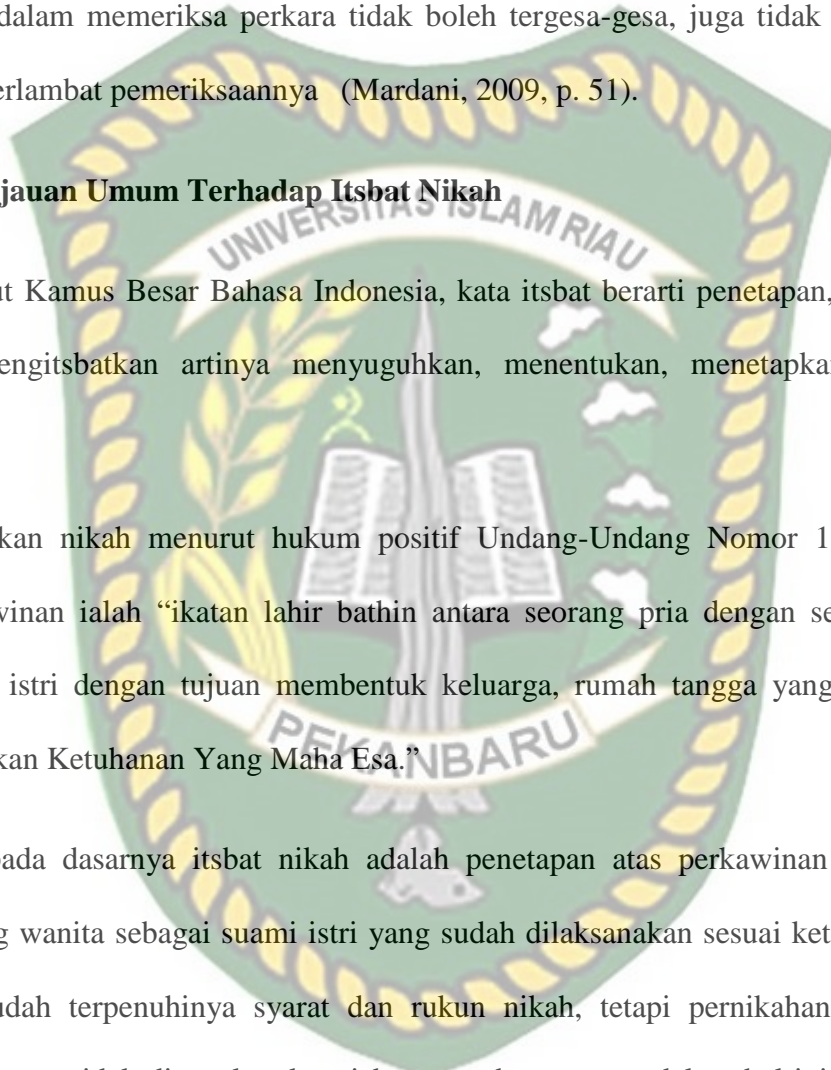 dalam memeriksa perkara tidak boleh tergesa-gesa, juga tidak
erlambat pemeriksaannya (Mardani, 2009, p. 51).
jauan Umum Terhadap Itsbat Nikah
UNIVERSITAS ISLAM RIAU
ut Kamus Besar Bahasa Indonesia, kata itsbat berarti penetapan,
engitsbatkan artinya menyuguhkan, menentukan, menetapka
kan nikah menurut hukum positif Undang-Undang Nomor 1
winan ialah “ikatan lahir bathin antara seorang pria dengan se
istri dengan tujuan membentuk keluarga, rumah tangga yang
kan Ketuhanan Yang Maha Esa.”
PEKANBARU
pada dasarnya itsbat nikah adalah penetapan atas perkawinan
g wanita sebagai suami istri yang sudah dilaksanakan sesuai ket
udah terpenuhinya syarat dan rukun nikah, tetapi pernikahan